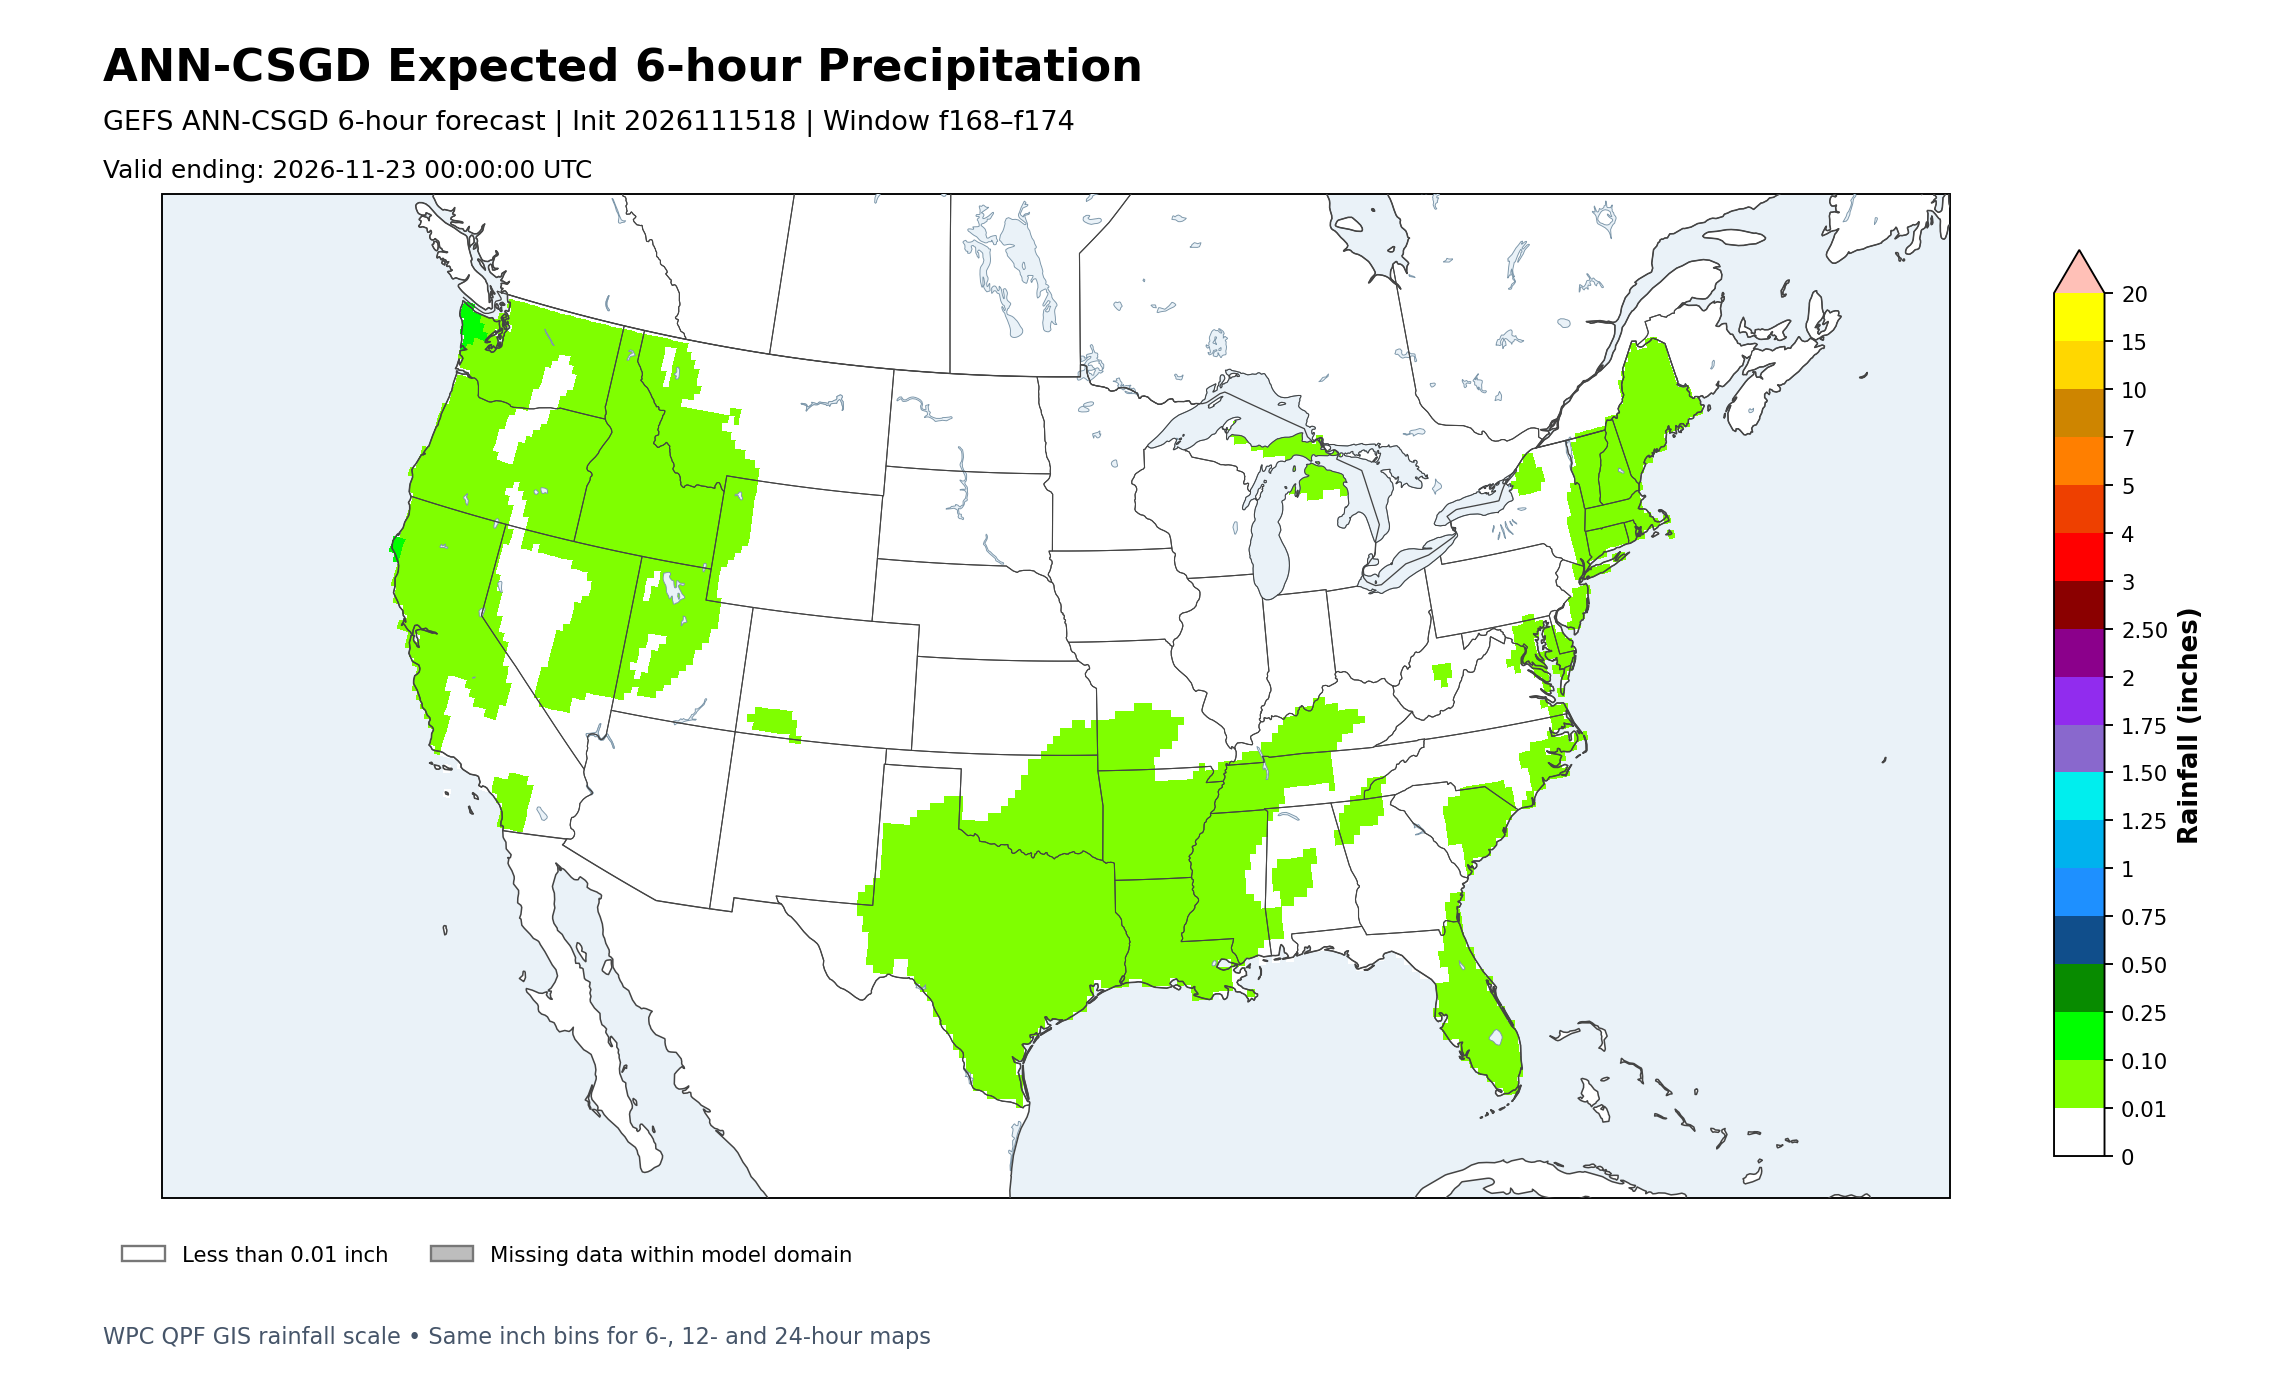 ANN-CSGD Expected 6-hour Precipitation
GEFS ANN-CSGD 6-hour forecast | Init 2026111518 | Window f168–f174
Valid ending: 2026-11-23 00:00:00 UTC
20
15
10
7
5
4
3
2.50
2
1.75
1.50
1.25
1
0.75
0.50
0.25
0.10
0.01
0
Rainfall (inches)
Less than 0.01 inch
Missing data within model domain
WPC QPF GIS rainfall scale • Same inch bins for 6-, 12- and 24-hour maps